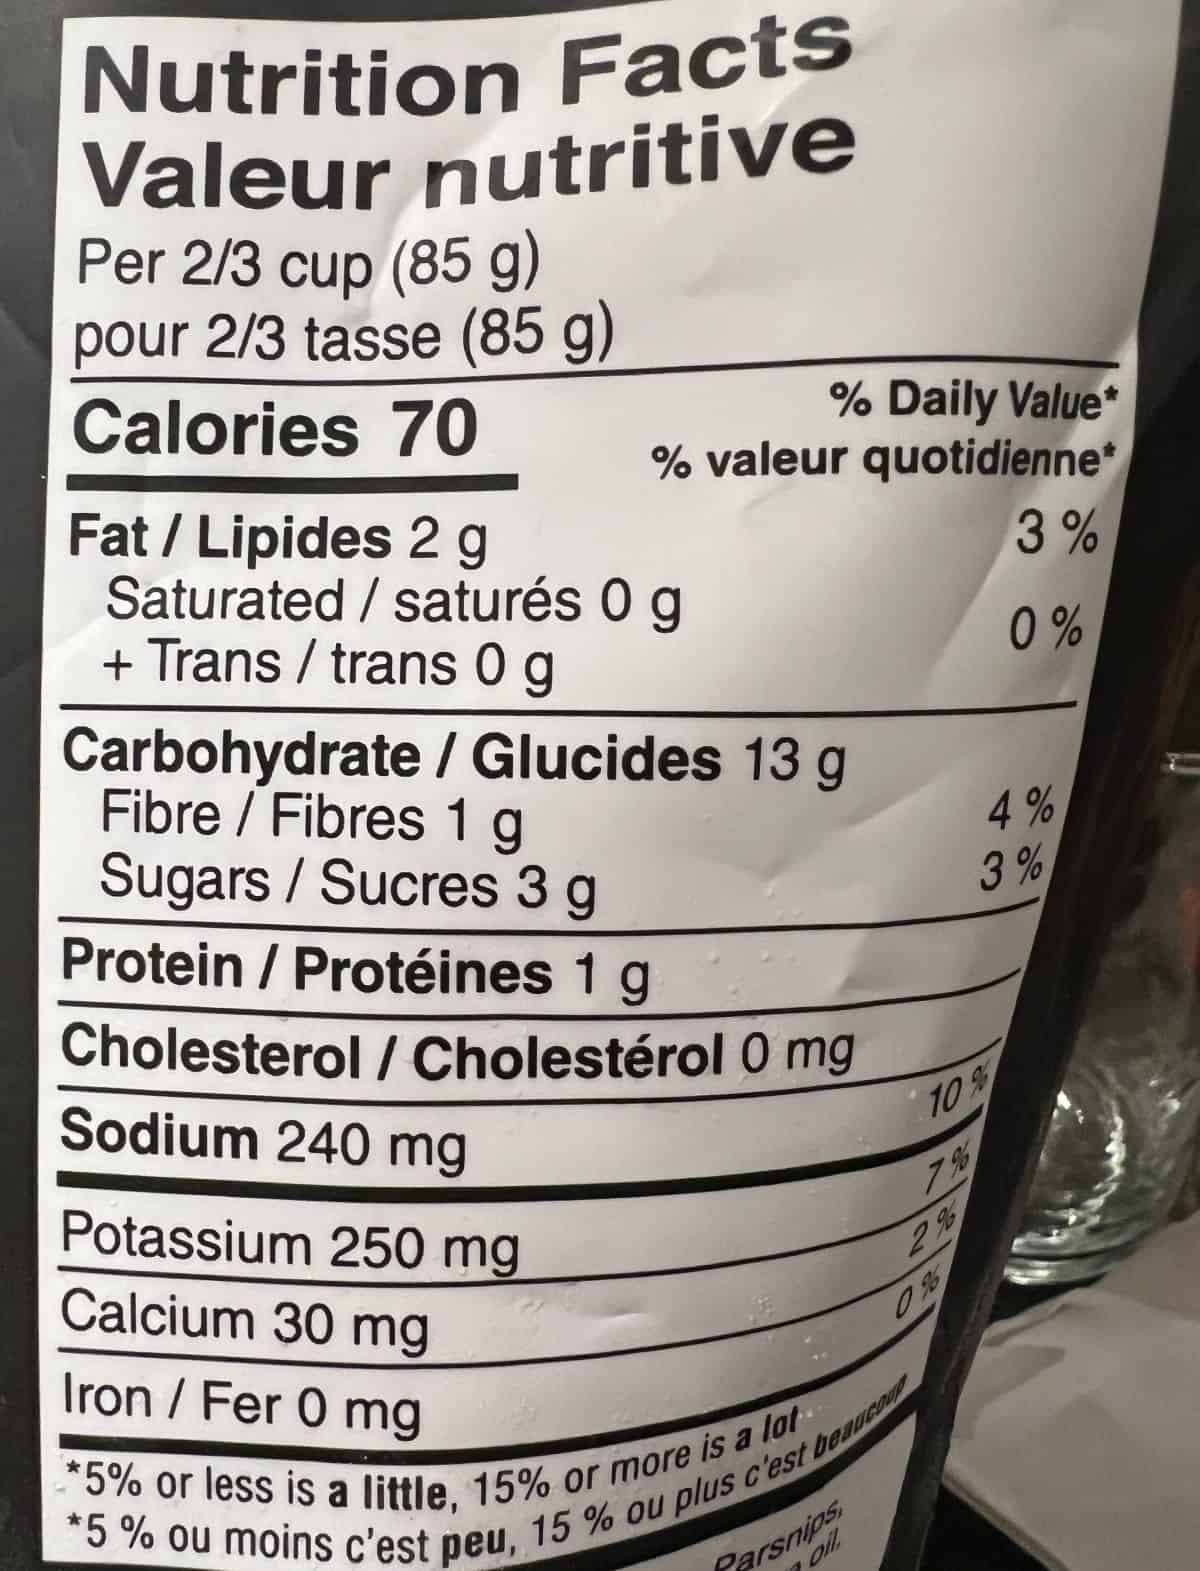 Nutrition Facts
Valeur nutritive
Per 2/3 cup (85 g)
pour 2/3 tasse (85 g)
Calories 70
% Daily Value*
% valeur quotidienne*
Fat / Lipides 2 g 3 %
Saturated / saturés 0 g
+ Trans / trans 0 g 0 %
Carbohydrate / Glucides 13 g
Fibre / Fibres 1 g 4 %
Sugars / Sucres 3 g 3 %
Protein / Protéines 1 g
Cholesterol / Cholestérol 0 mg
Sodium 240 mg 10 %
Potassium 250 mg 7 %
Calcium 30 mg 2 %
Iron / Fer 0 mg 0 %
*5% or less is a little, 15% or more is a lot
*5 % ou moins c'est peu, 15 % ou plus c'est beaucoup
Parsnips,
oil,